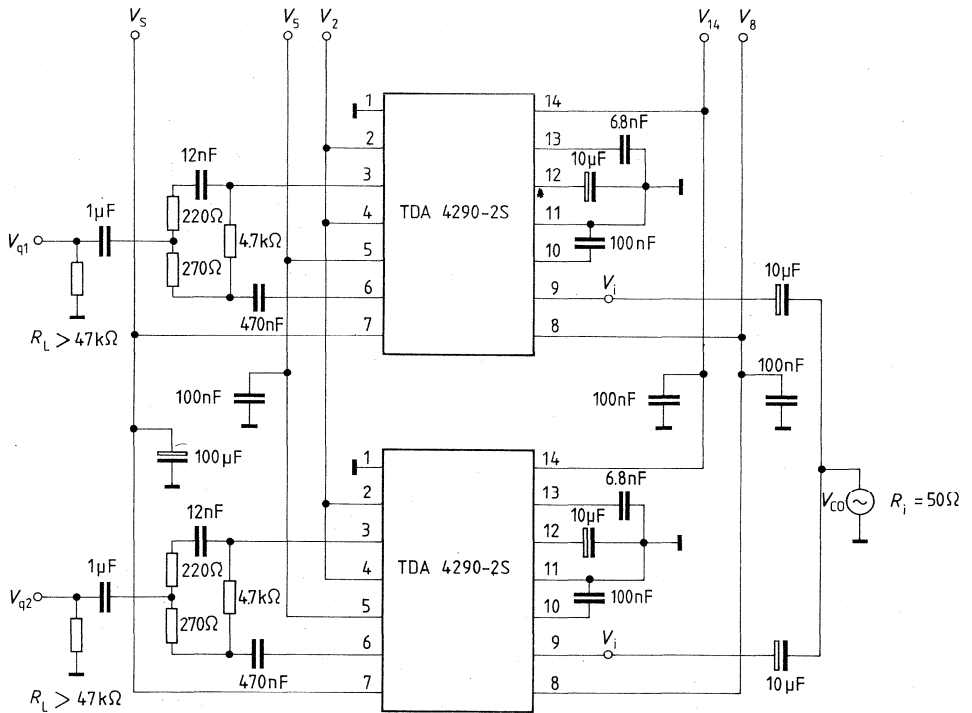 V_S
V_5
V_2
V_14
V_8
1
14
6.8nF
2
13
10µF
12nF
3
12
1µF
220Ω
TDA 4290-2S
4
11
V_q1
4.7kΩ
100nF
270Ω
5
10
10µF
6
9
V_i
470nF
R_L > 47kΩ
7
8
100nF
100nF
100nF
100µF
1
14
6.8nF
2
13
10µF
V_CO
R_i = 50Ω
12nF
3
12
1µF
220Ω
TDA 4290-2S
4
11
V_q2
4.7kΩ
100nF
270Ω
5
10
6
9
V_i
470nF
10µF
R_L > 47kΩ
7
8